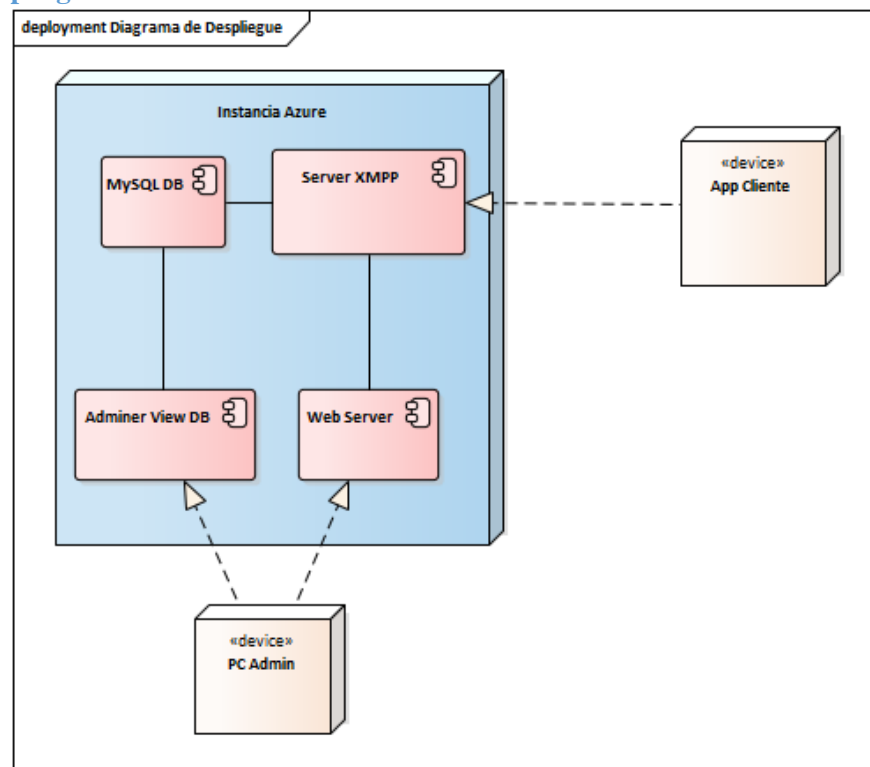 deployment Diagrama de Despliegue
Instancia Azure
MySQL DB
Server XMPP
«device»
App Cliente
Adminer View DB
Web Server
«device»
PC Admin